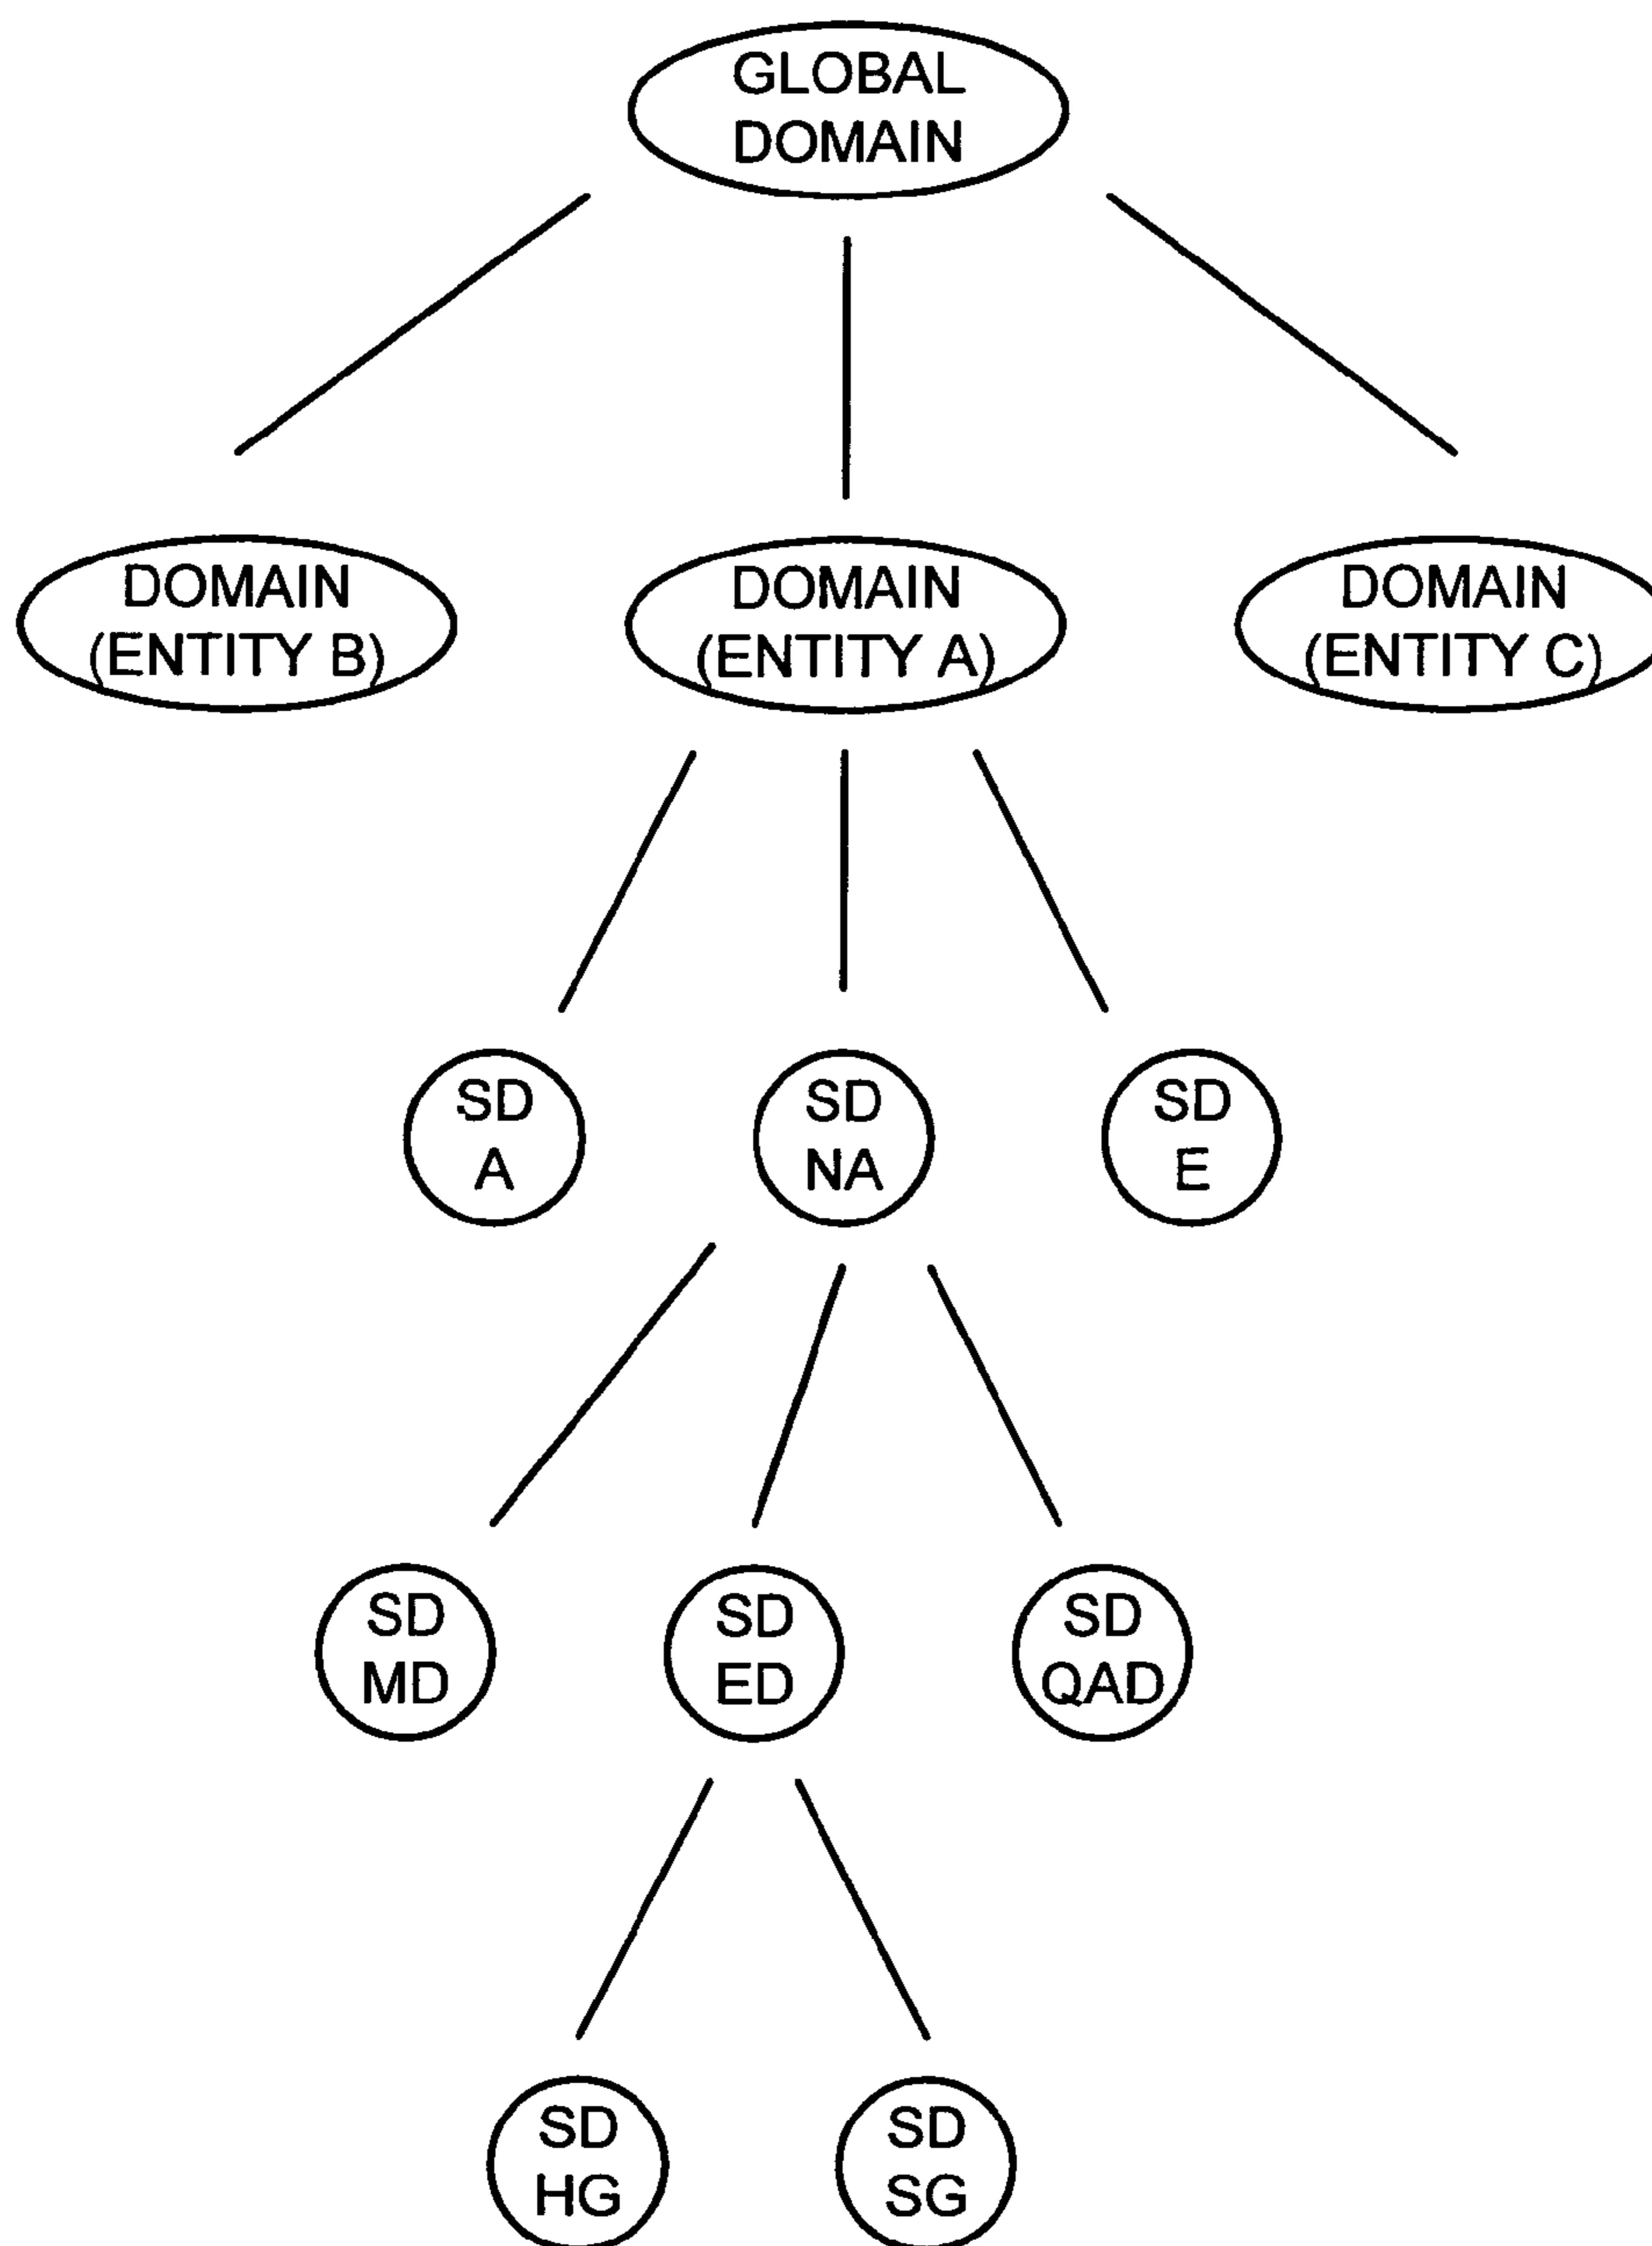 GLOBAL
DOMAIN
DOMAIN
(ENTITY B)
DOMAIN
(ENTITY A)
DOMAIN
(ENTITY C)
SD
A
SD
NA
SD
E
SD
MD
SD
ED
SD
QAD
SD
HG
SD
SG